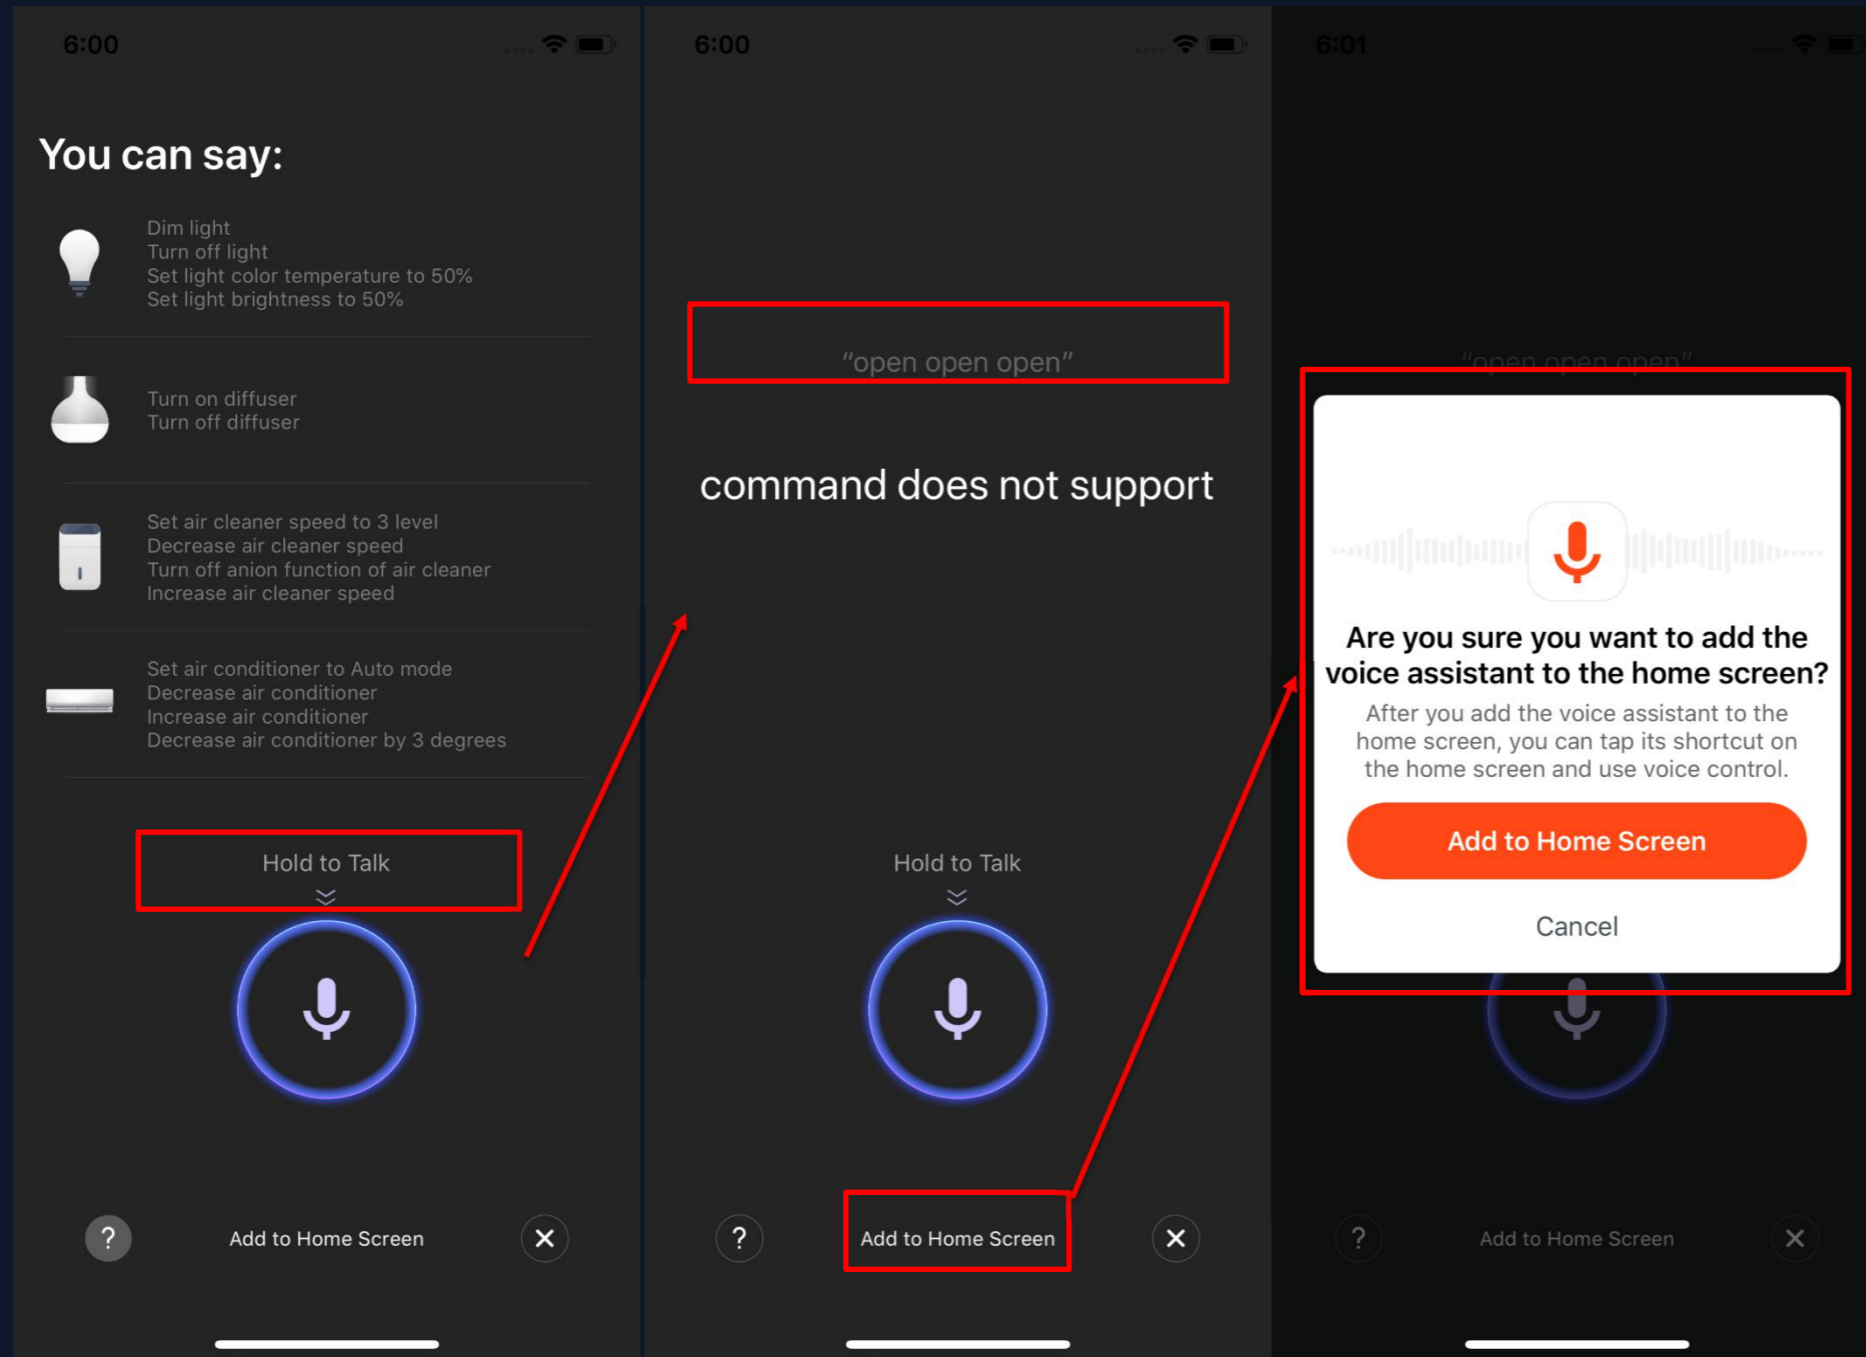 6:00
You can say:
Dim light
Turn off light
Set light color temperature to 50%
Set light brightness to 50%
Turn on diffuser
Turn off diffuser
Set air cleaner speed to 3 level
Decrease air cleaner speed
Turn off anion function of air cleaner
Increase air cleaner speed
Set air conditioner to Auto mode
Decrease air conditioner
Increase air conditioner
Decrease air conditioner by 3 degrees
Hold to Talk
?
Add to Home Screen
6:00
“open open open”
command does not support
Hold to Talk
?
Add to Home Screen
6:01
“open open open”
Are you sure you want to add the
voice assistant to the home screen?
After you add the voice assistant to the
home screen, you can tap its shortcut on
the home screen and use voice control.
Add to Home Screen
Cancel
?
Add to Home Screen